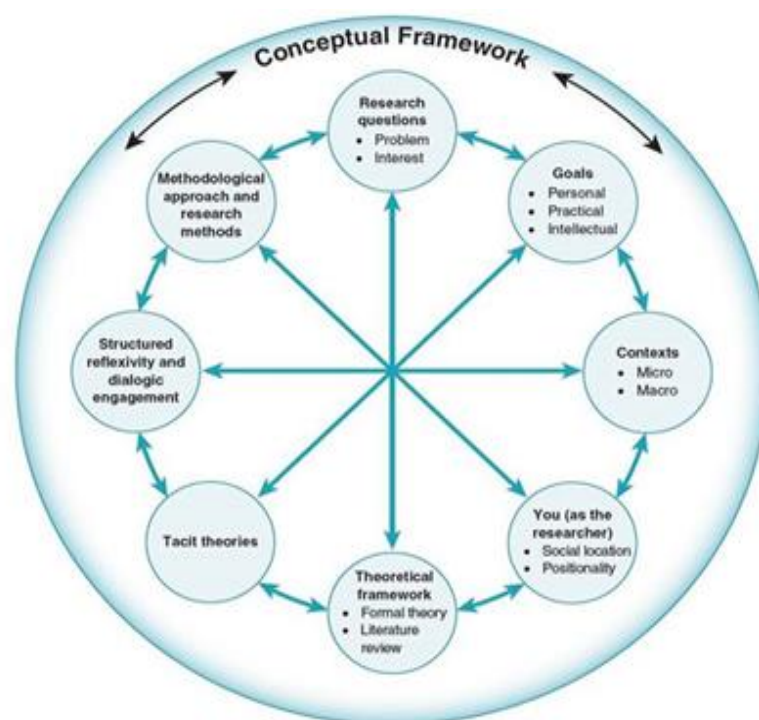 Conceptual Framework
Research
questions
• Problem
• Interest
Goals
• Personal
• Practical
• Intellectual
Contexts
• Micro
• Macro
You (as the
researcher)
• Social location
• Positionality
Theoretical
framework
• Formal theory
• Literature
review
Tacit theories
Structured
reflexivity and
dialogic
engagement
Methodological
approach and
research
methods